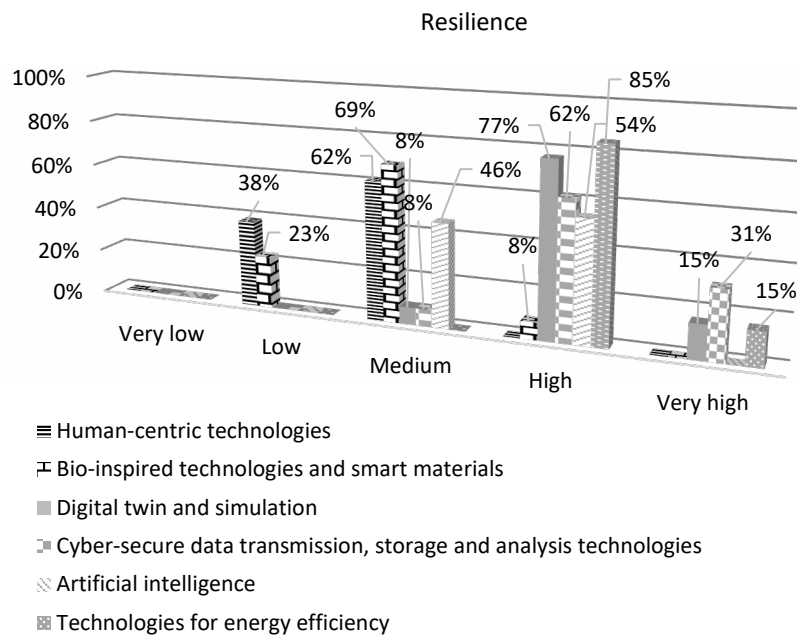 Resilience
100%
80%
60%
40%
20%
0%
38%
23%
62%
69%
8%
8%
46%
8%
77%
62%
54%
85%
15%
31%
15%
Very low
Low
Medium
High
Very high
Human-centric technologies
Bio-inspired technologies and smart materials
Digital twin and simulation
Cyber-secure data transmission, storage and analysis technologies
Artificial intelligence
Technologies for energy efficiency